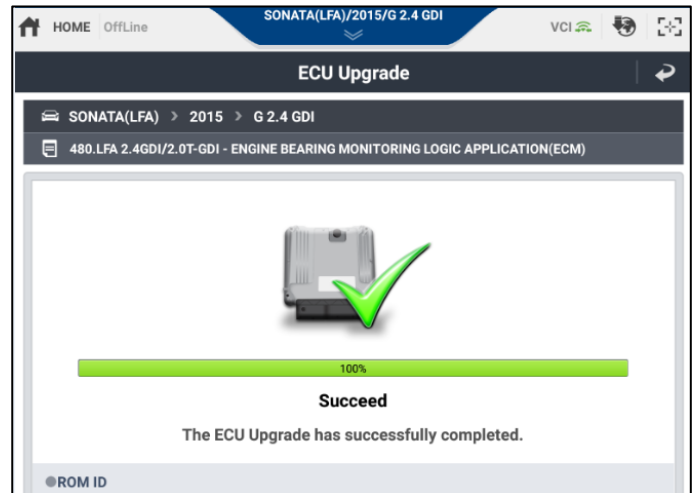 HOME OffLine SONATA(LFA)/2015/G 2.4 GDI VCI
ECU Upgrade
SONATA(LFA) > 2015 > G 2.4 GDI
480.LFA 2.4GDI/2.0T-GDI - ENGINE BEARING MONITORING LOGIC APPLICATION(ECM)
100%
Succeed
The ECU Upgrade has successfully completed.
ROM ID